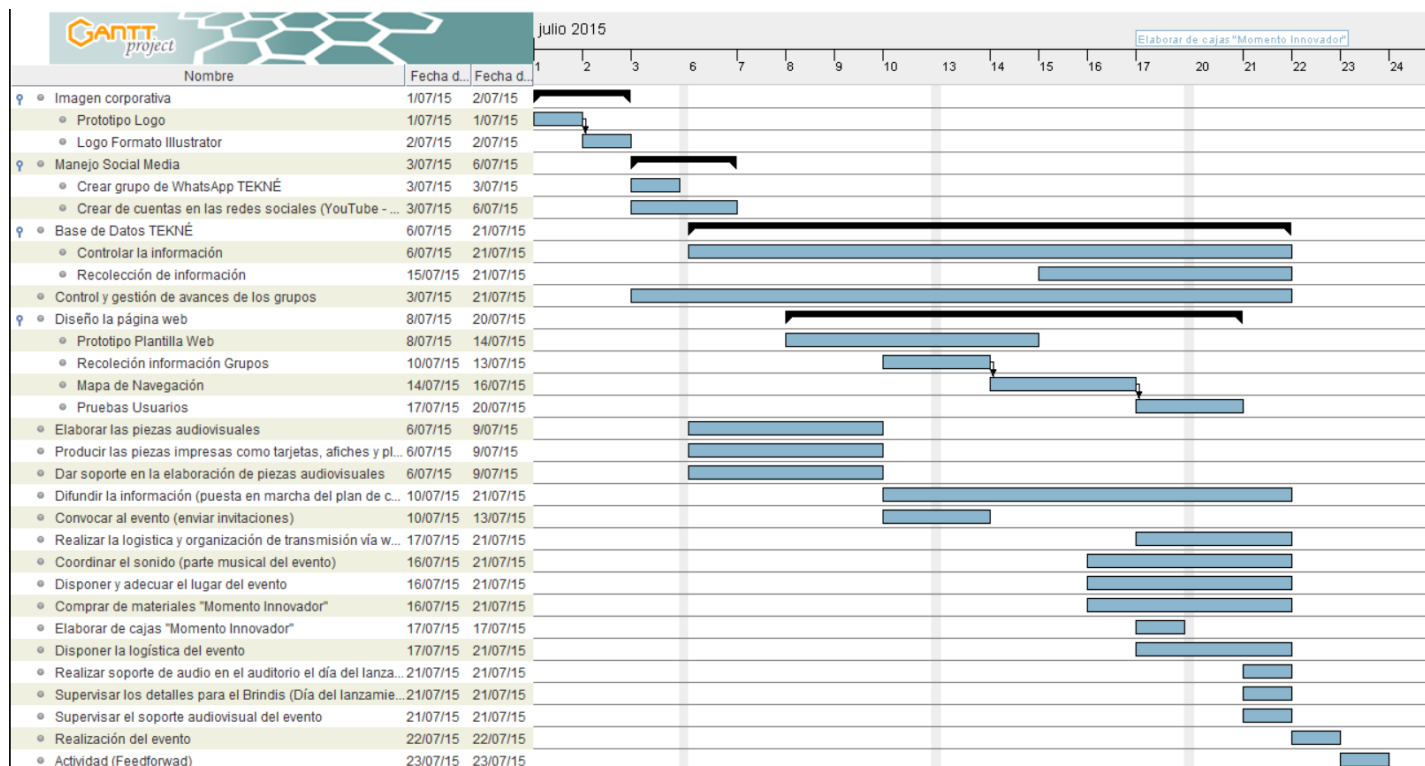 GANTT
project
julio 2015
Elaborar de cajas "Momento Innovador"
1 2 3 6 7 8 9 10 13 14 15 16 17 20 21 22 23 24
Nombre Fecha d... Fecha d...
Imagen corporativa 1/07/15 2/07/15
Prototipo Logo 1/07/15 1/07/15
Logo Formato Illustrator 2/07/15 2/07/15
Manejo Social Media 3/07/15 6/07/15
Crear grupo de WhatsApp TEKNÉ 3/07/15 3/07/15
Crear de cuentas en las redes sociales (YouTube - ... 3/07/15 6/07/15
Base de Datos TEKNÉ 6/07/15 21/07/15
Controlar la información 6/07/15 21/07/15
Recolección de información 15/07/15 21/07/15
Control y gestión de avances de los grupos 3/07/15 21/07/15
Diseño la página web 8/07/15 20/07/15
Prototipo Plantilla Web 8/07/15 14/07/15
Recoleción información Grupos 10/07/15 13/07/15
Mapa de Navegación 14/07/15 16/07/15
Pruebas Usuarios 17/07/15 20/07/15
Elaborar las piezas audiovisuales 6/07/15 9/07/15
Producir las piezas impresas como tarjetas, afiches y pl... 6/07/15 9/07/15
Dar soporte en la elaboración de piezas audiovisuales 6/07/15 9/07/15
Difundir la información (puesta en marcha del plan de c... 10/07/15 21/07/15
Convocar al evento (enviar invitaciones) 10/07/15 13/07/15
Realizar la logistica y organización de transmisión vía w... 17/07/15 21/07/15
Coordinar el sonido (parte musical del evento) 16/07/15 21/07/15
Disponer y adecuar el lugar del evento 16/07/15 21/07/15
Comprar de materiales "Momento Innovador" 16/07/15 21/07/15
Elaborar de cajas "Momento Innovador" 17/07/15 17/07/15
Disponer la logística del evento 17/07/15 21/07/15
Realizar soporte de audio en el auditorio el día del lanza... 21/07/15 21/07/15
Supervisar los detalles para el Brindis (Día del lanzamie... 21/07/15 21/07/15
Supervisar el soporte audiovisual del evento 21/07/15 21/07/15
Realización del evento 22/07/15 22/07/15
Actividad (Feedforwad) 23/07/15 23/07/15